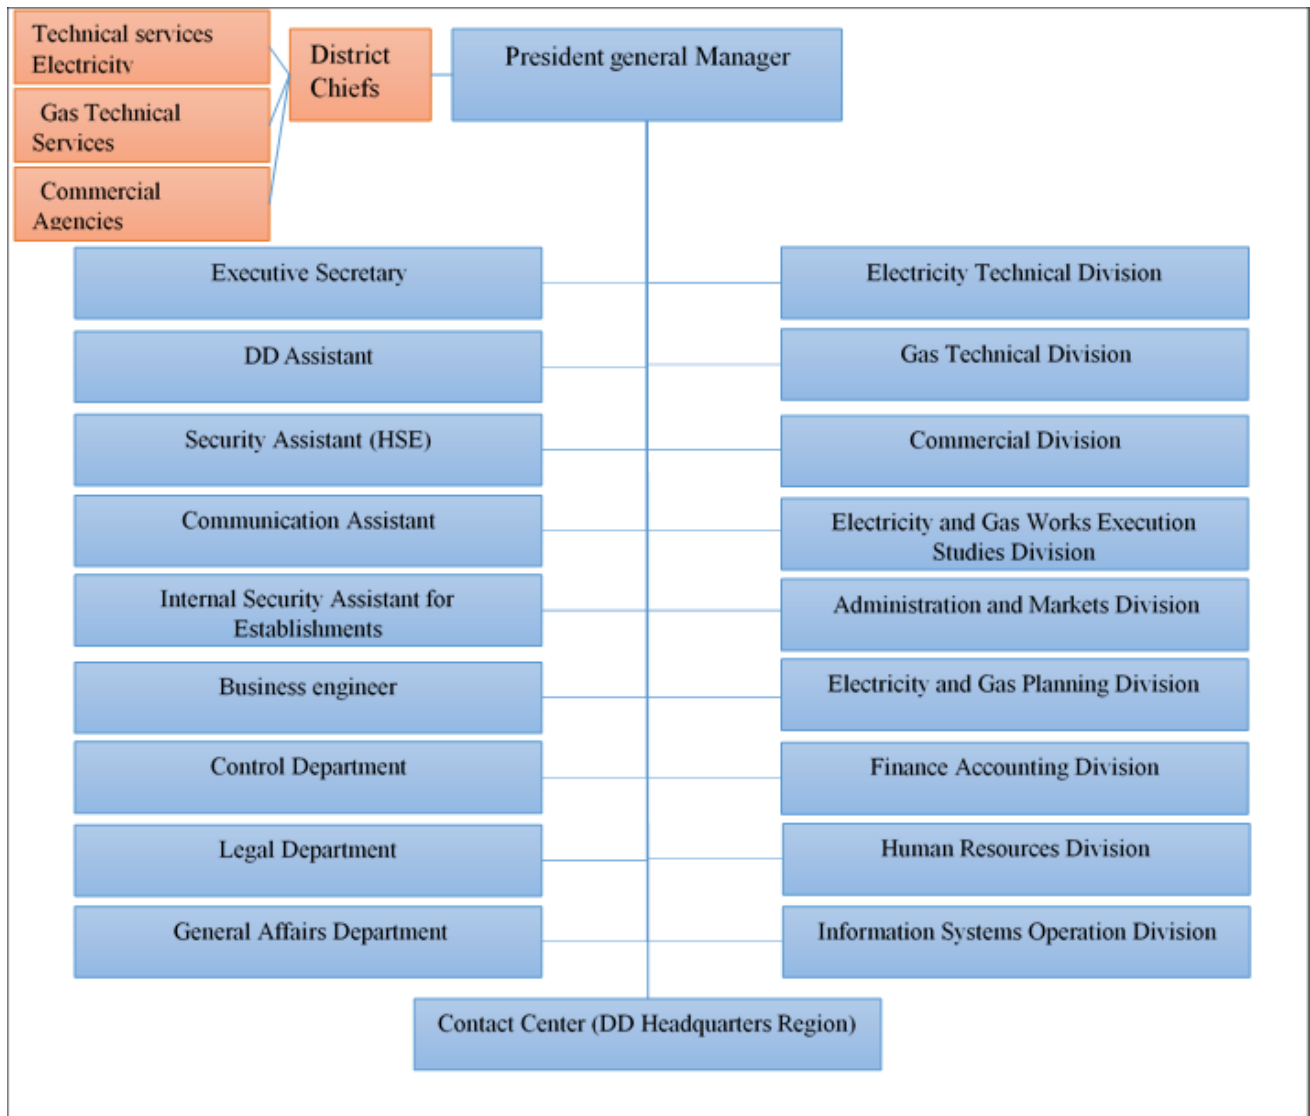 Technical services
Electricity
District
Chiefs
President general Manager
Gas Technical
Services
Commercial
Agencies
Executive Secretary
Electricity Technical Division
DD Assistant
Gas Technical Division
Security Assistant (HSE)
Commercial Division
Communication Assistant
Electricity and Gas Works Execution
Studies Division
Internal Security Assistant for
Establishments
Administration and Markets Division
Business engineer
Electricity and Gas Planning Division
Control Department
Finance Accounting Division
Legal Department
Human Resources Division
General Affairs Department
Information Systems Operation Division
Contact Center (DD Headquarters Region)